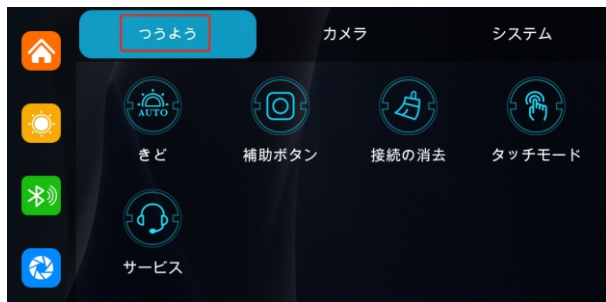 つうよう
カメラ
システム
AUTO
きど
補助ボタン
接続の消去
タッチモード
サービス